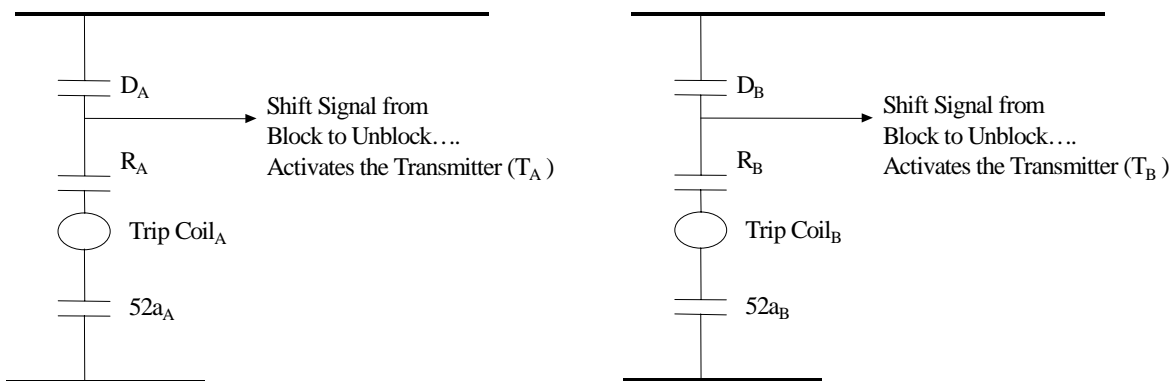 D_A
Shift Signal from
Block to Unblock….
Activates the Transmitter (T_A )
R_A
Trip Coil_A
52a_A
D_B
Shift Signal from
Block to Unblock….
Activates the Transmitter (T_B )
R_B
Trip Coil_B
52a_B